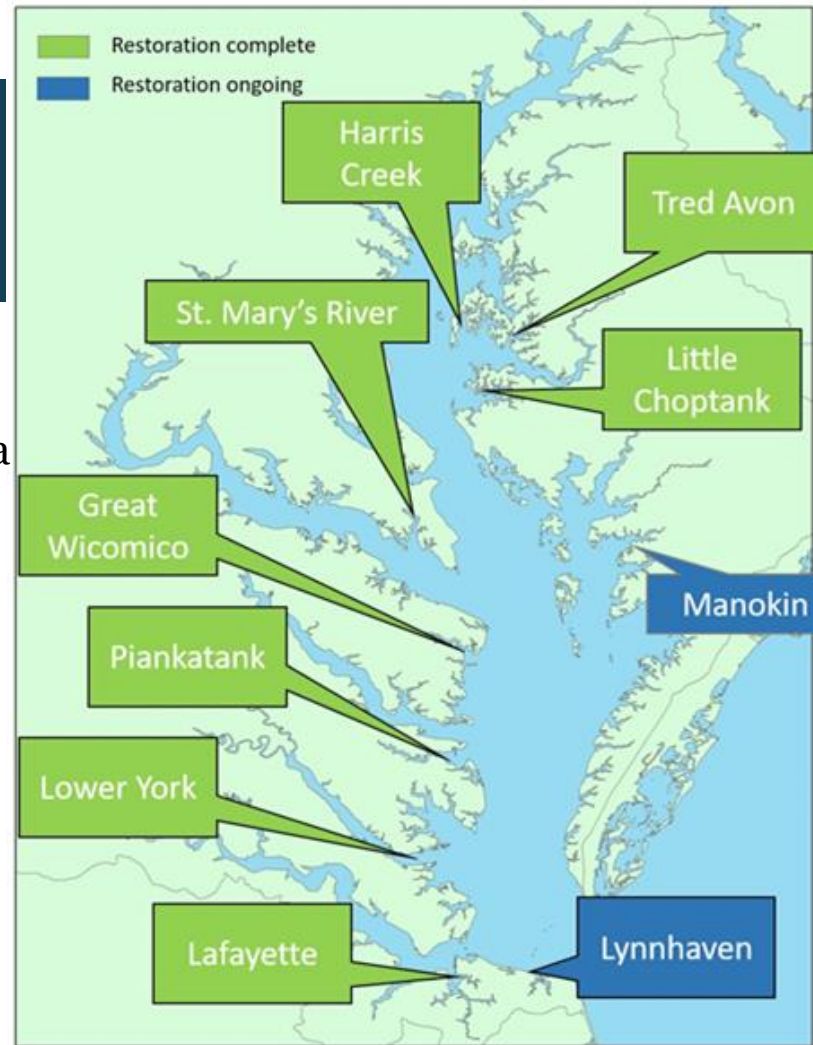 Restoration complete
Restoration ongoing
Harris
Creek
Tred Avon
St. Mary's River
Little
Choptank
a
Great
Wicomico
Manokin
Piankatank
Lower York
Lafayette
Lynnhaven